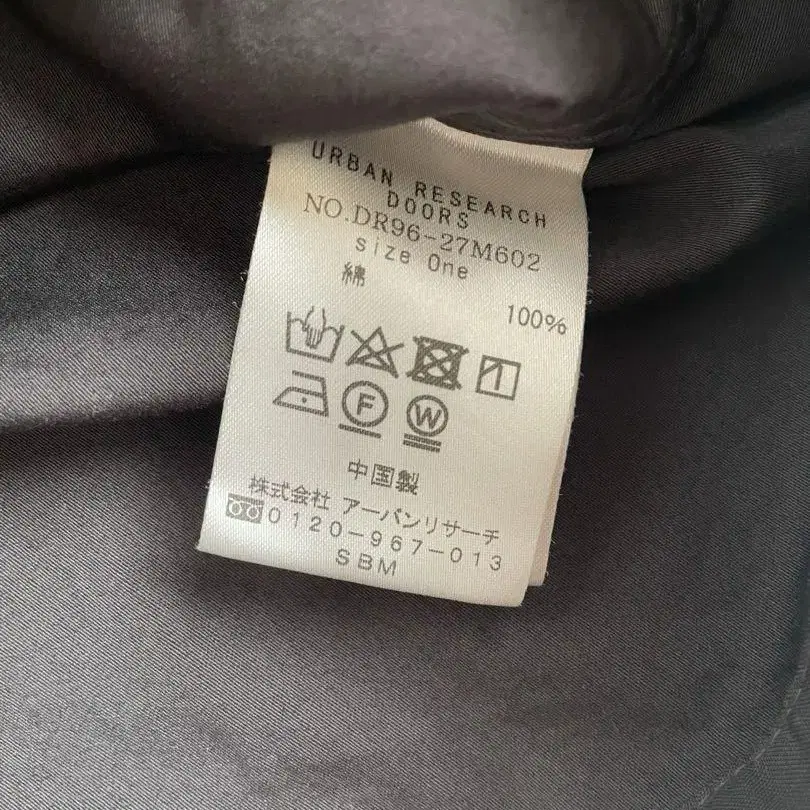 URBAN RESEARCH
DOORS
NO.DR96-27M602
size One
綿 100%
F W
中国製
株式会社 アーバンリサーチ
0120-967-013
SBM